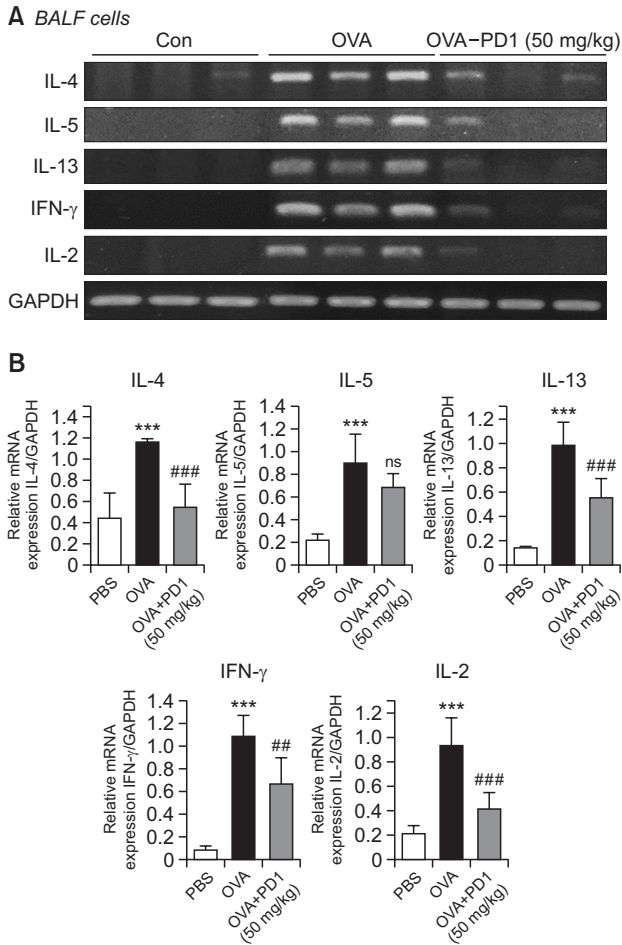 A BALF cells
Con OVA OVA−PD1 (50 mg/kg)
IL-4
IL-5
IL-13
IFN-γ
IL-2
GAPDH
B
IL-4
Relative mRNA
expression IL-4/GAPDH
1.4
1.2
1.0
0.8
0.6
0.4
0.2
0
***
###
PBS
OVA
OVA+PD1
(50 mg/kg)
IL-5
Relative mRNA
expression IL-5/GAPDH
1.4
1.2
1.0
0.8
0.6
0.4
0.2
0
***
ns
PBS
OVA
OVA+PD1
(50 mg/kg)
IL-13
Relative mRNA
expression IL-13/GAPDH
1.2
1.0
0.8
0.6
0.4
0.2
0
***
###
PBS
OVA
OVA+PD1
(50 mg/kg)
IFN-γ
Relative mRNA
expression IFN-γ/GAPDH
1.4
1.2
1.0
0.8
0.6
0.4
0.2
0
***
##
PBS
OVA
OVA+PD1
(50 mg/kg)
IL-2
Relative mRNA
expression IL-2/GAPDH
1.2
1.0
0.8
0.6
0.4
0.2
0
***
###
PBS
OVA
OVA+PD1
(50 mg/kg)